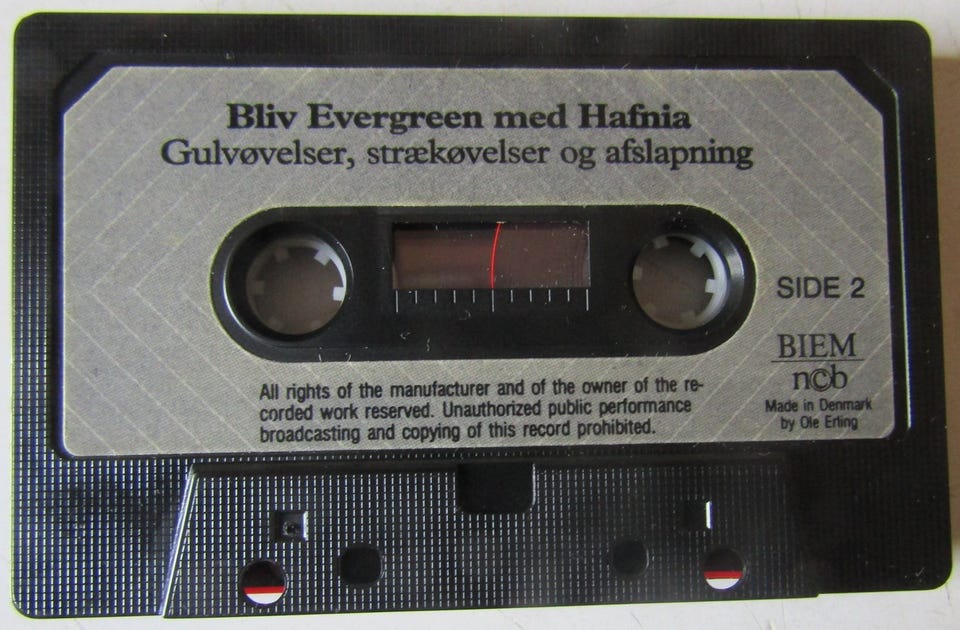 Bliv Evergreen med Hafnia
Gulvøvelser, strækøvelser og afslapning
SIDE 2
BIEM
n©b
All rights of the manufacturer and of the owner of the re-
corded work reserved. Unauthorized public performance
broadcasting and copying of this record prohibited.
Made in Denmark
by Ole Erling